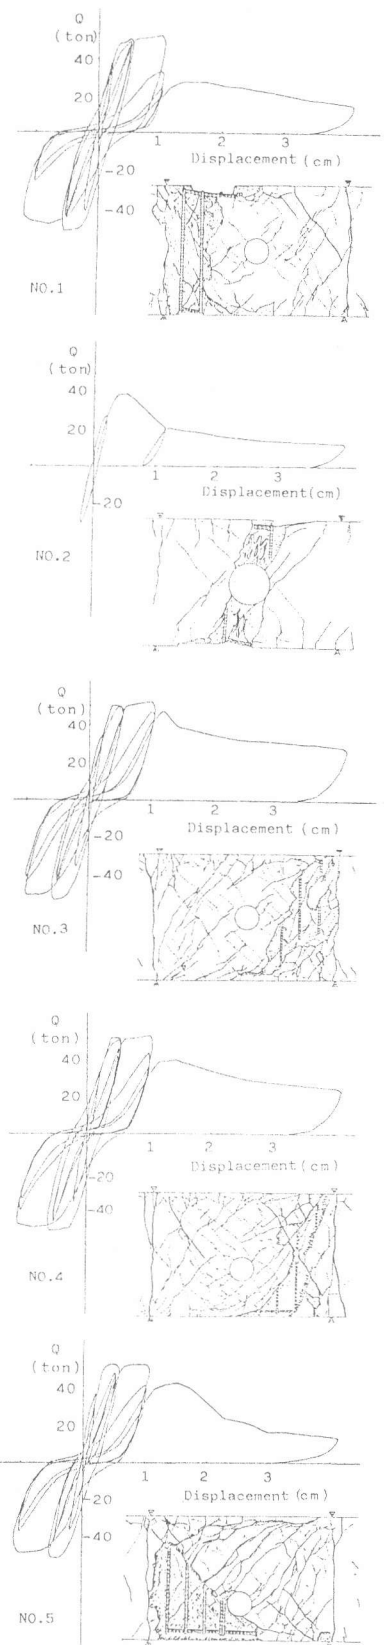 Q
(ton)
40
20
1 2 3
Displacement(cm)
-20
-40
NO.1
Q
(ton)
40
20
1 2 3
Displacement(cm)
-20
NO.2
Q
(ton)
40
20
1 2 3
Displacement (cm)
-20
-40
NO.3
Q
(ton)
40
20
1 2 3
Displacement (cm)
-20
-40
NO.4
Q
(ton)
40
20
1 2 3
Displacement (cm)
-20
-40
NO.5